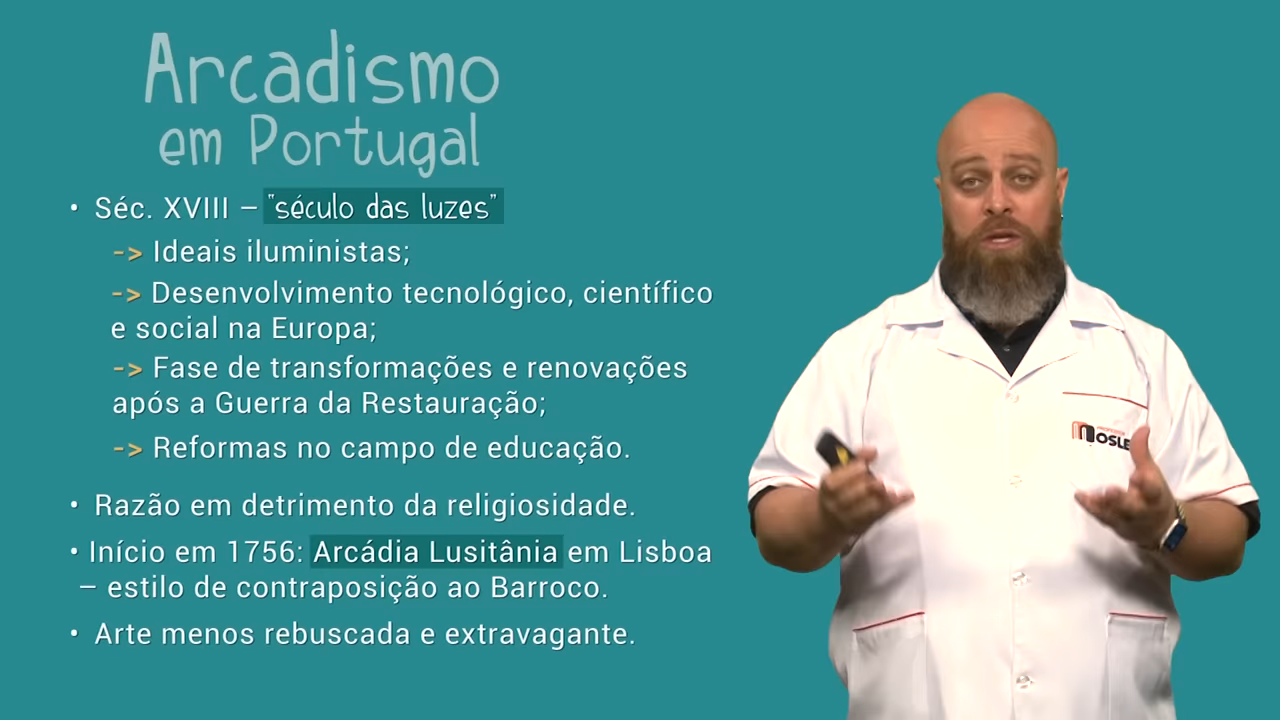 Arcadismo
em Portugal
• Séc. XVIII – "século das luzes"
-> Ideais iluministas;
-> Desenvolvimento tecnológico, científico
e social na Europa;
-> Fase de transformações e renovações
após a Guerra da Restauração;
-> Reformas no campo de educação.
• Razão em detrimento da religiosidade.
• Início em 1756: Arcádia Lusitânia em Lisboa
– estilo de contraposição ao Barroco.
• Arte menos rebuscada e extravagante.